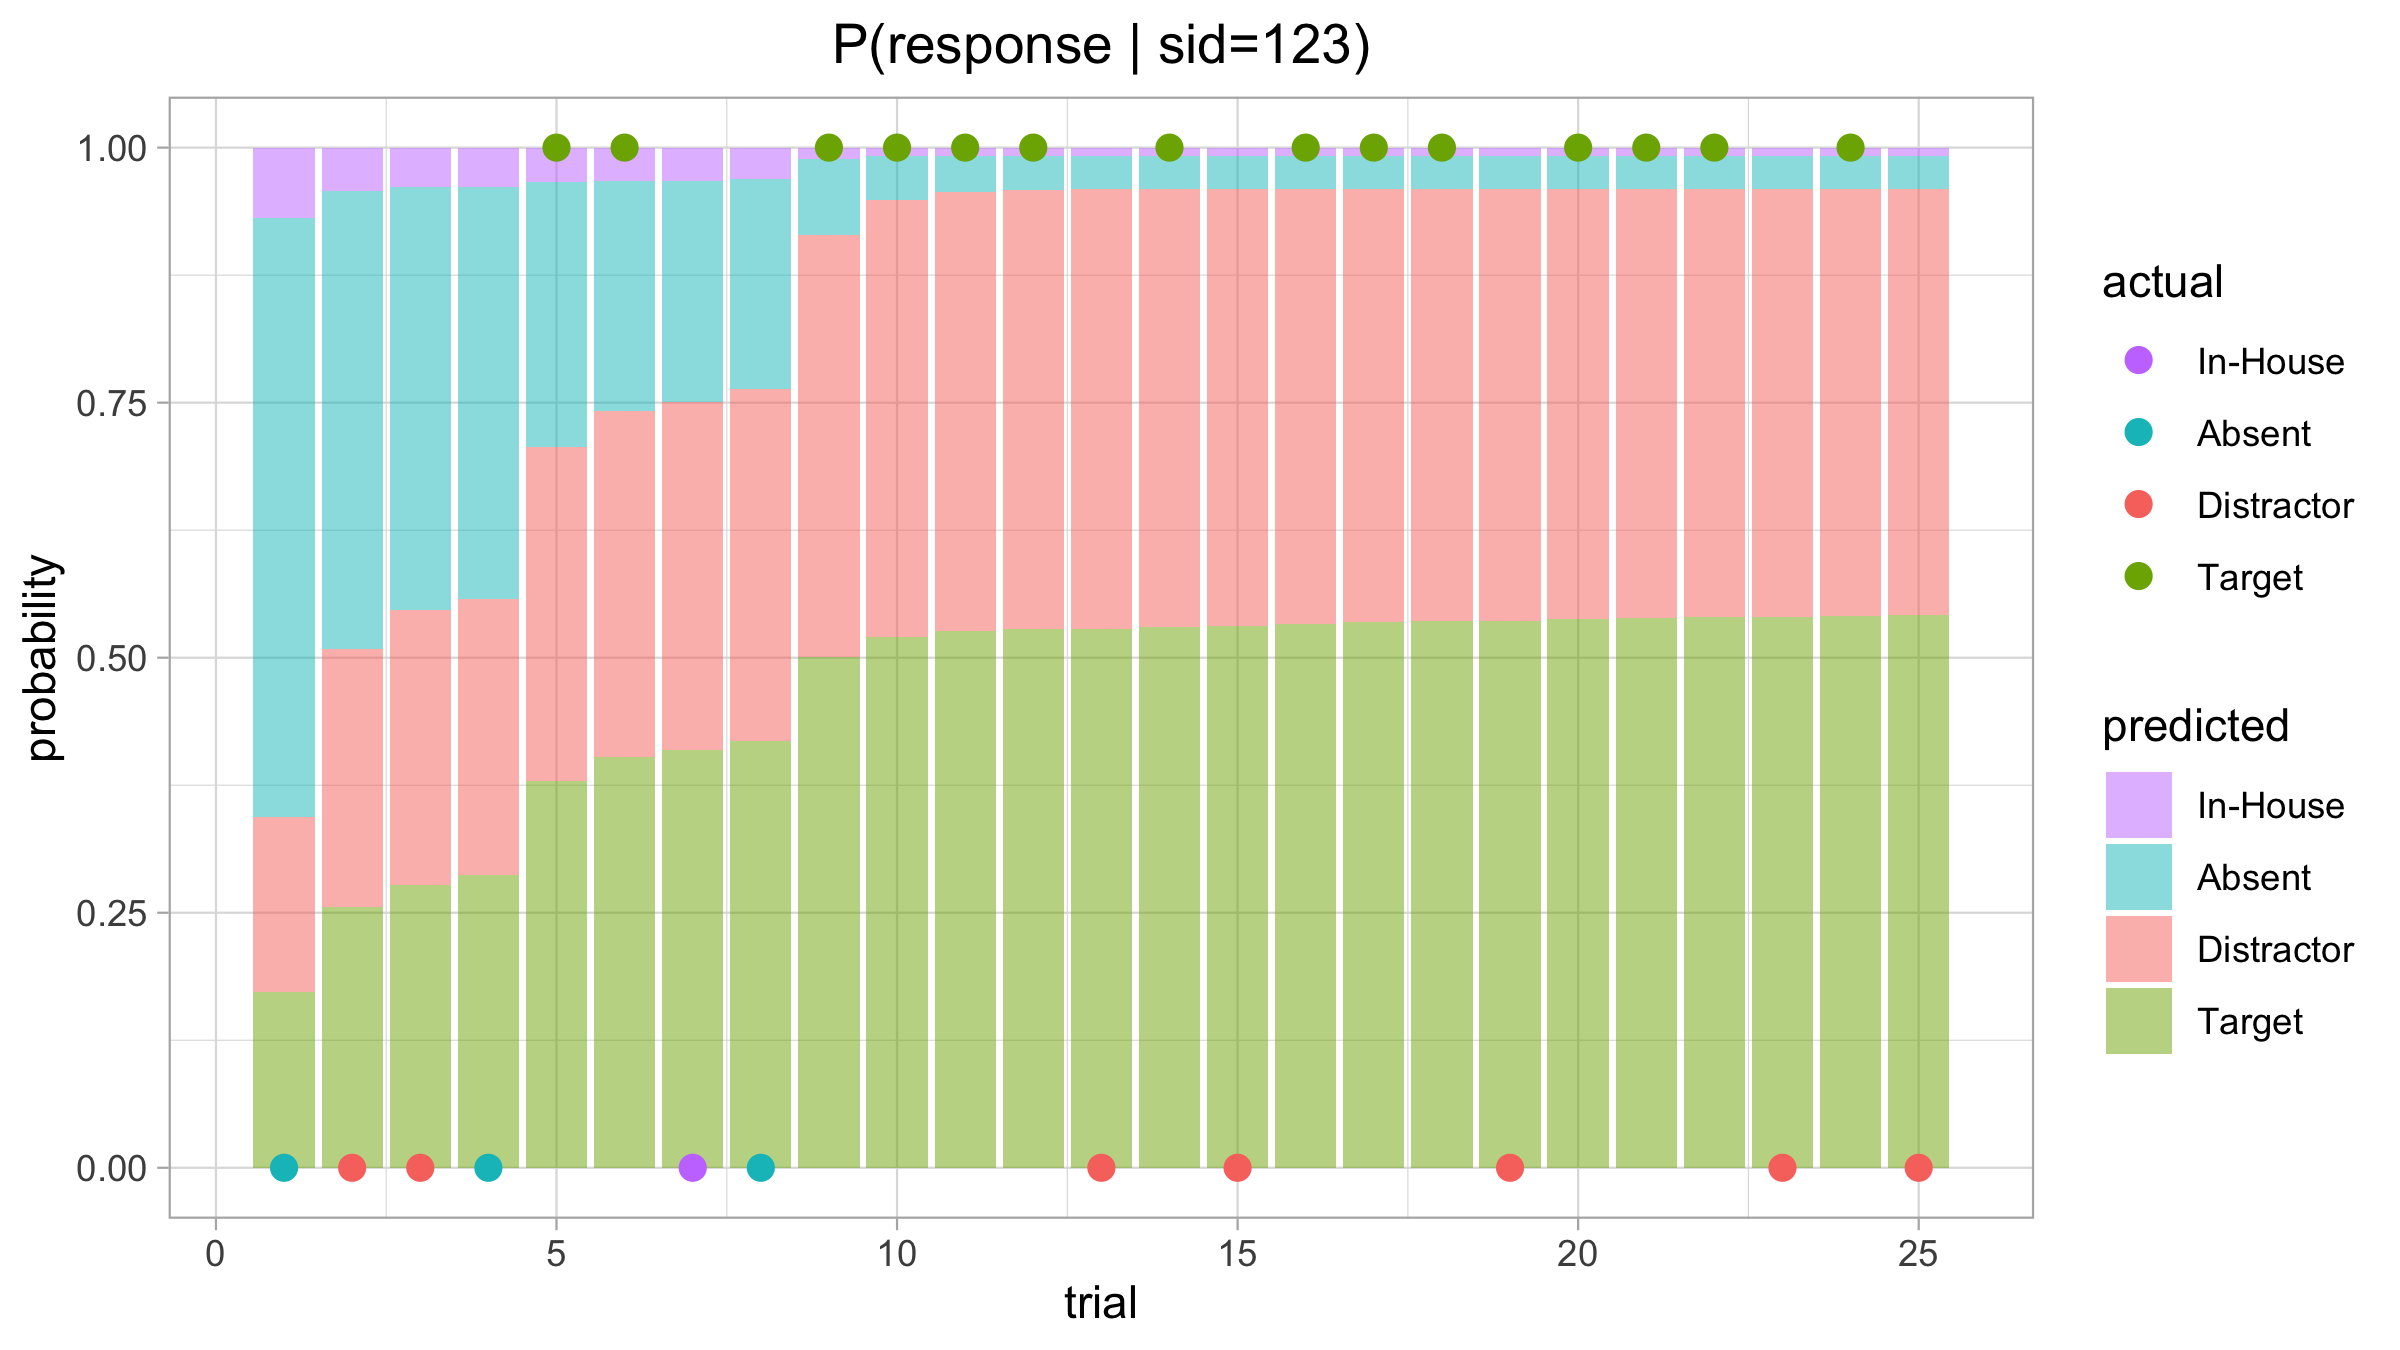 P(response | sid=123)
probability
1.00
0.75
0.50
0.25
0.00
0 5 10 15 20 25
trial
actual
In-House
Absent
Distractor
Target
predicted
In-House
Absent
Distractor
Target